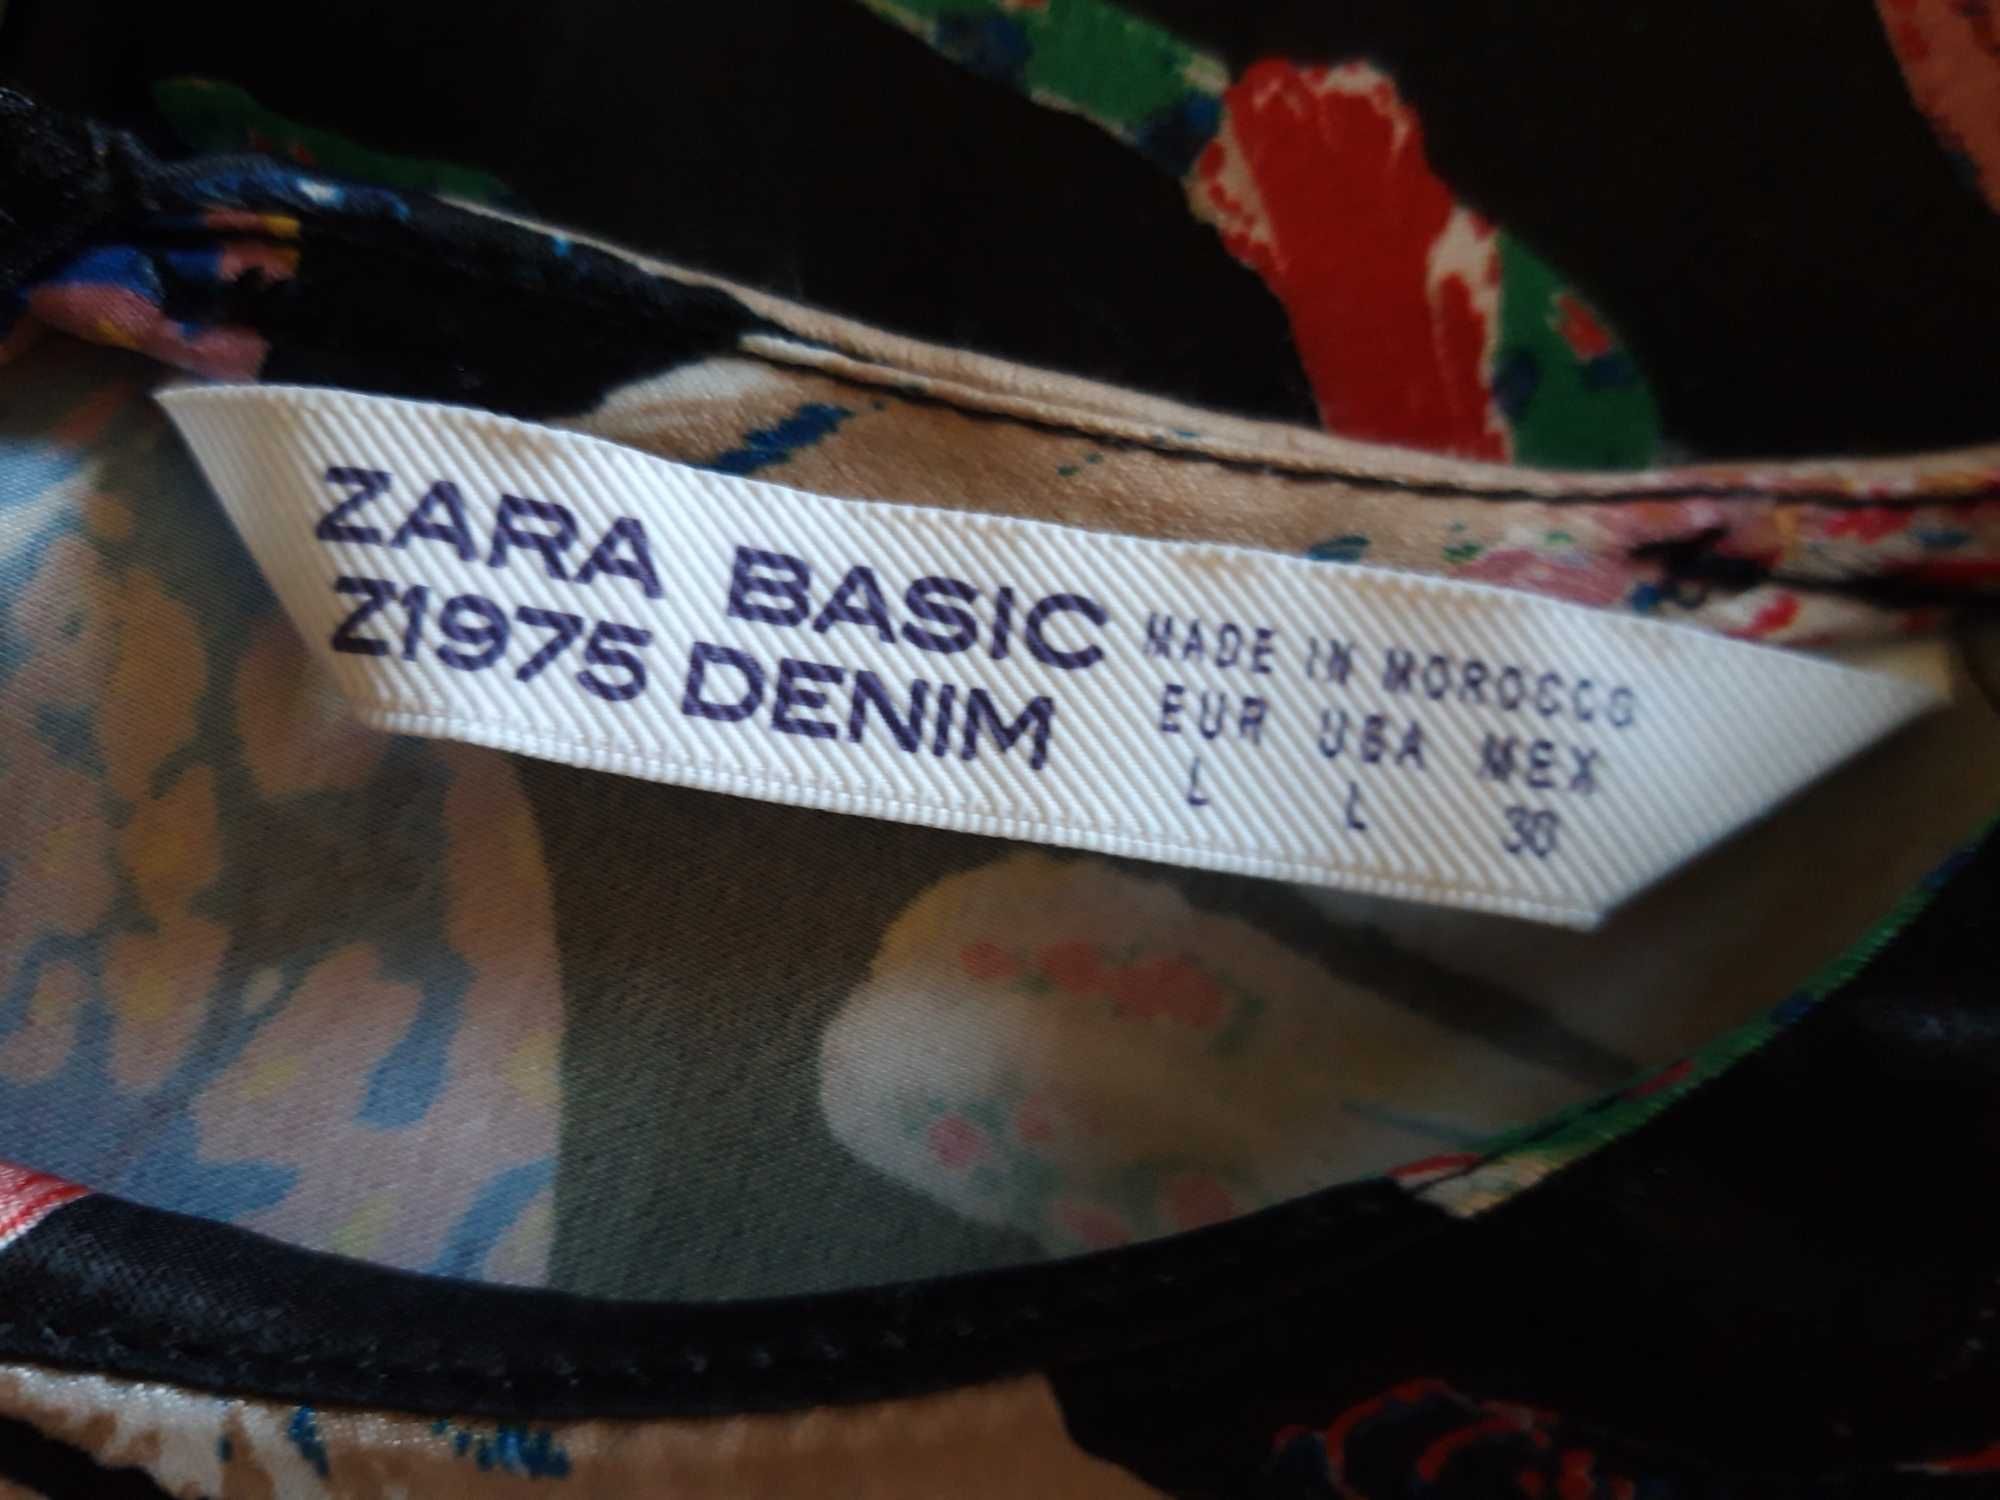 ZARA BASIC
Z1975 DENIM
MADE IN MOROCCO
EUR USA MEX
L L 30